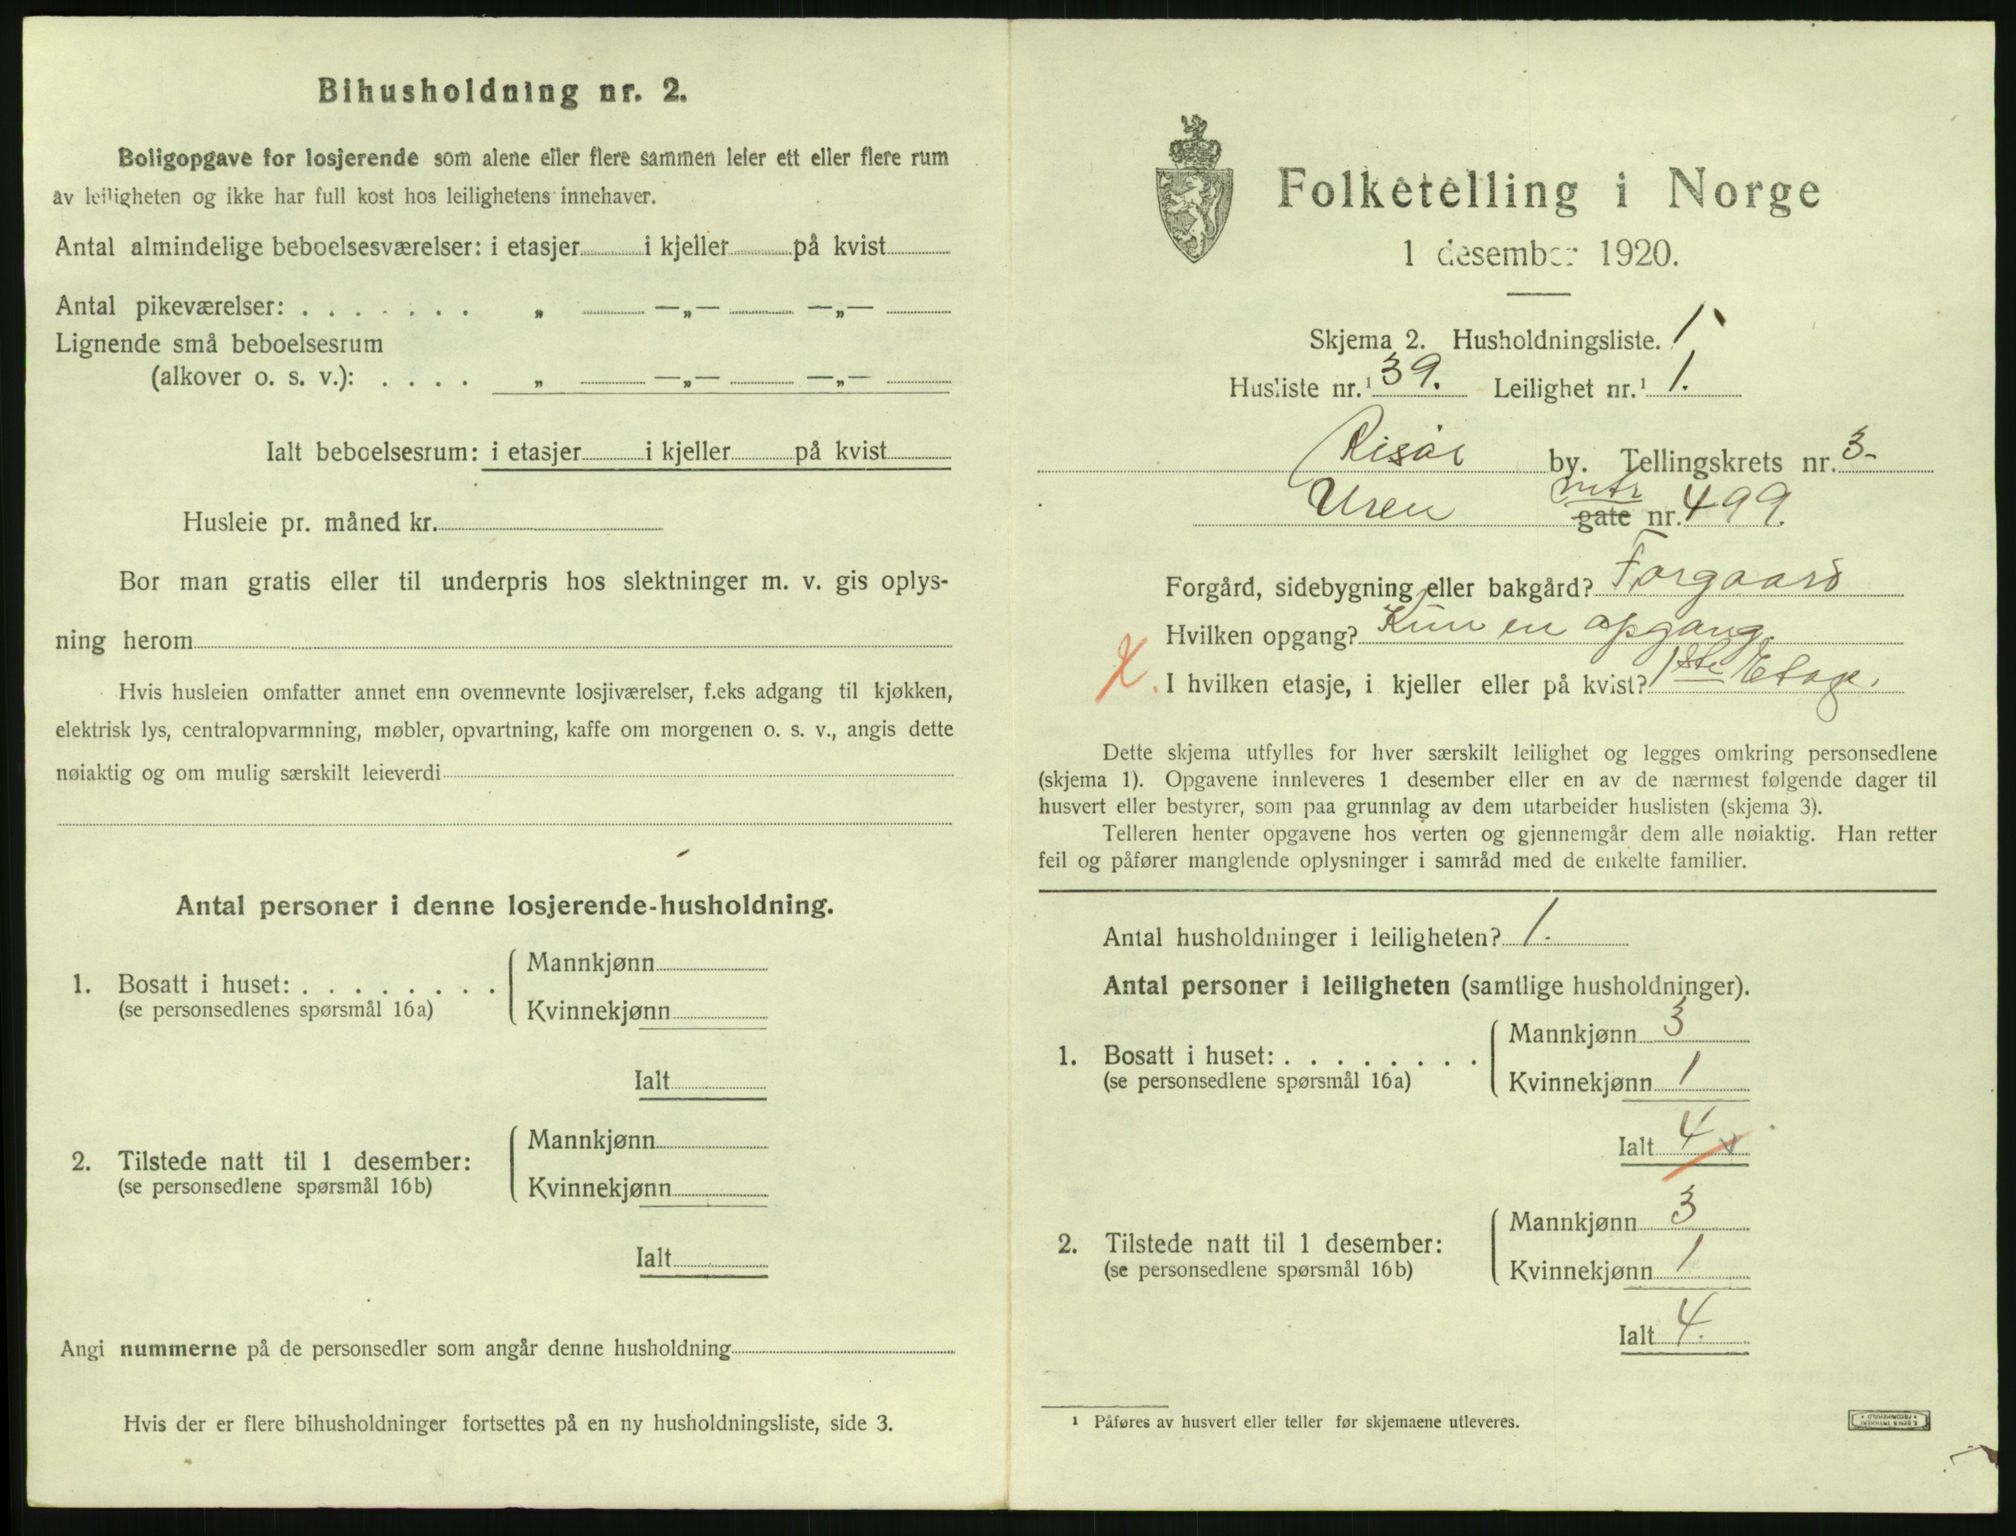 Bihusholdning nr. 2.
Boligopgave for losjerende som alene eller flere sammen leier ett eller flere rum
av leiligheten og ikke har full kost hos leilighetens innehaver.
Antal almindelige beboelsesværelser: i etasjer i kjeller på kvist
Antal pikeværelser: . . . . . . . „ —„— —„—
Lignende små beboelsesrum
(alkover o. s. v.): . . . . „ —„— —„—
Ialt beboelsesrum: i etasjer i kjeller på kvist
Husleie pr. måned kr.
Bor man gratis eller til underpris hos slektninger m. v. gis oplys-
ning herom
Hvis husleien omfatter annet enn ovennevnte losjiværelser, f.eks adgang til kjøkken,
elektrisk lys, centralopvarmning, møbler, opvartning, kaffe om morgenen o. s. v., angis dette
nøiaktig og om mulig særskilt leieverdi
Antal personer i denne losjerende-husholdning.
1. Bosatt i huset: . . . . . . . .
(se personsedlenes spørsmål 16a)
Mannkjønn
Kvinnekjønn
Ialt
2. Tilstede natt til 1 desember:
(se personsedlene spørsmål 16b)
Mannkjønn
Kvinnekjønn
Ialt
Angi nummerne på de personsedler som angår denne husholdning
Hvis der er flere bihusholdninger fortsettes på en ny husholdningsliste, side 3.
Folketelling i Norge
1 desember 1920.
Skjema 2. Husholdningsliste. 1
Husliste nr.¹ 39. Leilighet nr.¹ 1.
Risør by. Tellingskrets nr. 3-
Uren mtr gate nr. 499.
Forgård, sidebygning eller bakgård? Forgaard
Hvilken opgang? Kun en opgang.
X. I hvilken etasje, i kjeller eller på kvist? 1ste Etage.
Dette skjema utfylles for hver særskilt leilighet og legges omkring personsedlene
(skjema 1). Opgavene innleveres 1 desember eller en av de nærmest følgende dager til
husvert eller bestyrer, som paa grunnlag av dem utarbeider huslisten (skjema 3).
Telleren henter opgavene hos verten og gjennemgår dem alle nøiaktig. Han retter
feil og påfører manglende oplysninger i samråd med de enkelte familier.
Antal husholdninger i leiligheten? 1.
Antal personer i leiligheten (samtlige husholdninger).
1. Bosatt i huset: . . . . . . . .
(se personsedlene spørsmål 16a)
Mannkjønn 3
Kvinnekjønn 1
Ialt 4
2. Tilstede natt til 1 desember:
(se personsedlene spørsmål 16b)
Mannkjønn 3
Kvinnekjønn 1
Ialt 4.
¹ Påføres av husvert eller teller før skjemaene utleveres.